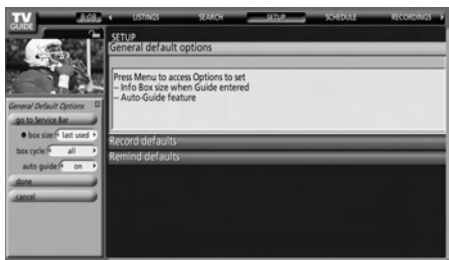 TV GUIDE
8:08
LISTINGS SEARCH SETUP SCHEDULE RECORDINGS
SETUP
General default options
Press Menu to access Options to set
– Info Box size when Guide entered
– Auto-Guide feature
General Default Options
go to Service Bar
box size: last used
box cycle: all
auto guide: on
done
cancel
Record defaults
Remind defaults